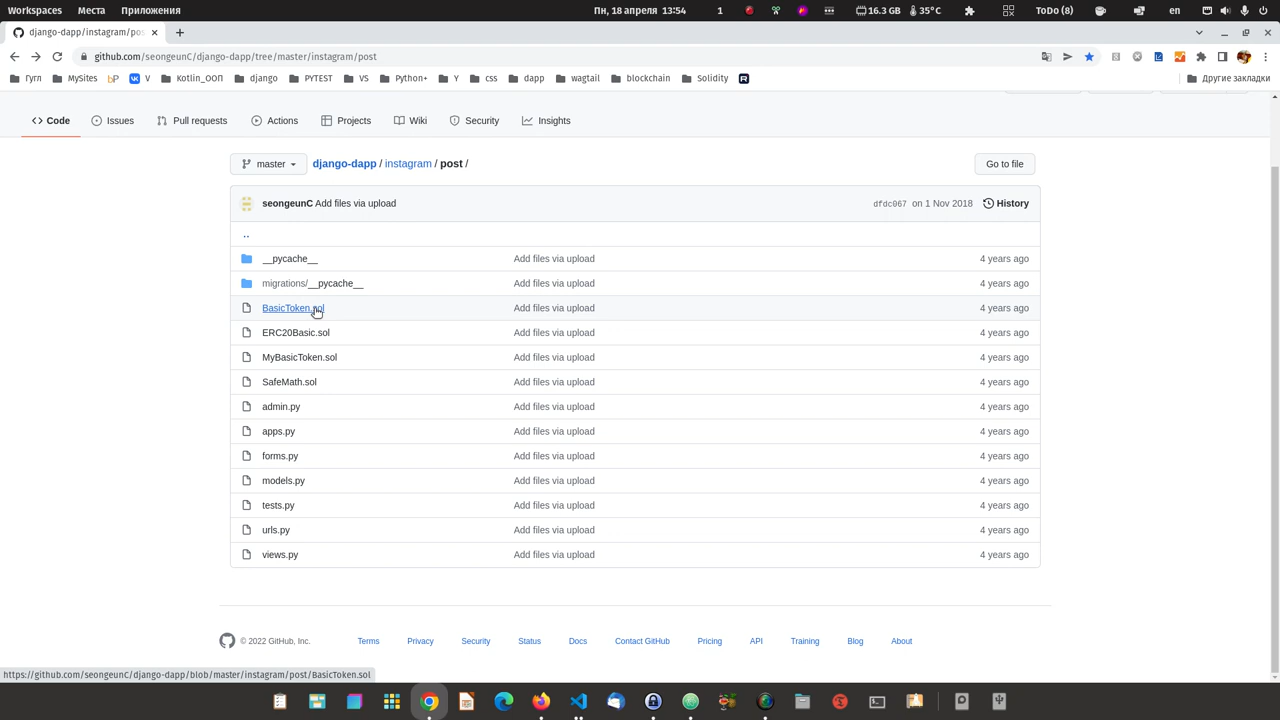 Workspaces Места Приложения Пн, 18 апреля 13:54 1 16.3 GB 35°C ToDo (8) en
django-dapp/instagram/pos
github.com/seongeunC/django-dapp/tree/master/instagram/post
Гугл MySites bP V Kotlin_ООП django PYTEST VS Python+ Y css dapp wagtail blockchain Solidity Другие закладки
Code Issues Pull requests Actions Projects Wiki Security Insights
master django-dapp / instagram / post / Go to file
seongeunC Add files via upload dfdc067 on 1 Nov 2018 History
..
__pycache__ Add files via upload 4 years ago
migrations/__pycache__ Add files via upload 4 years ago
BasicToken.sol Add files via upload 4 years ago
ERC20Basic.sol Add files via upload 4 years ago
MyBasicToken.sol Add files via upload 4 years ago
SafeMath.sol Add files via upload 4 years ago
admin.py Add files via upload 4 years ago
apps.py Add files via upload 4 years ago
forms.py Add files via upload 4 years ago
models.py Add files via upload 4 years ago
tests.py Add files via upload 4 years ago
urls.py Add files via upload 4 years ago
views.py Add files via upload 4 years ago
© 2022 GitHub, Inc. Terms Privacy Security Status Docs Contact GitHub Pricing API Training Blog About
https://github.com/seongeunC/django-dapp/blob/master/instagram/post/BasicToken.sol